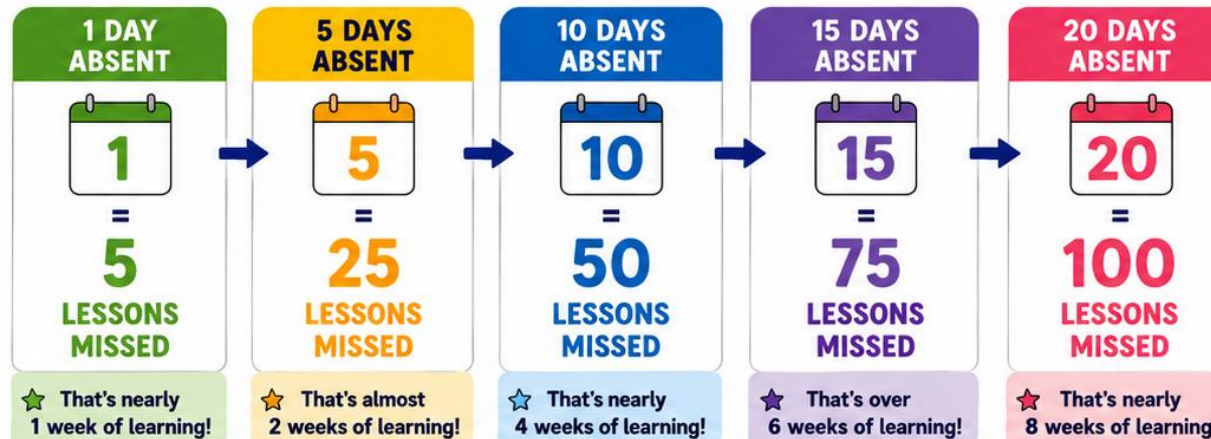 1 DAY
ABSENT
1
=
5
LESSONS
MISSED
That's nearly
1 week of learning!
5 DAYS
ABSENT
5
=
25
LESSONS
MISSED
That's almost
2 weeks of learning!
10 DAYS
ABSENT
10
=
50
LESSONS
MISSED
That's nearly
4 weeks of learning!
15 DAYS
ABSENT
15
=
75
LESSONS
MISSED
That's over
6 weeks of learning!
20 DAYS
ABSENT
20
=
100
LESSONS
MISSED
That's nearly
8 weeks of learning